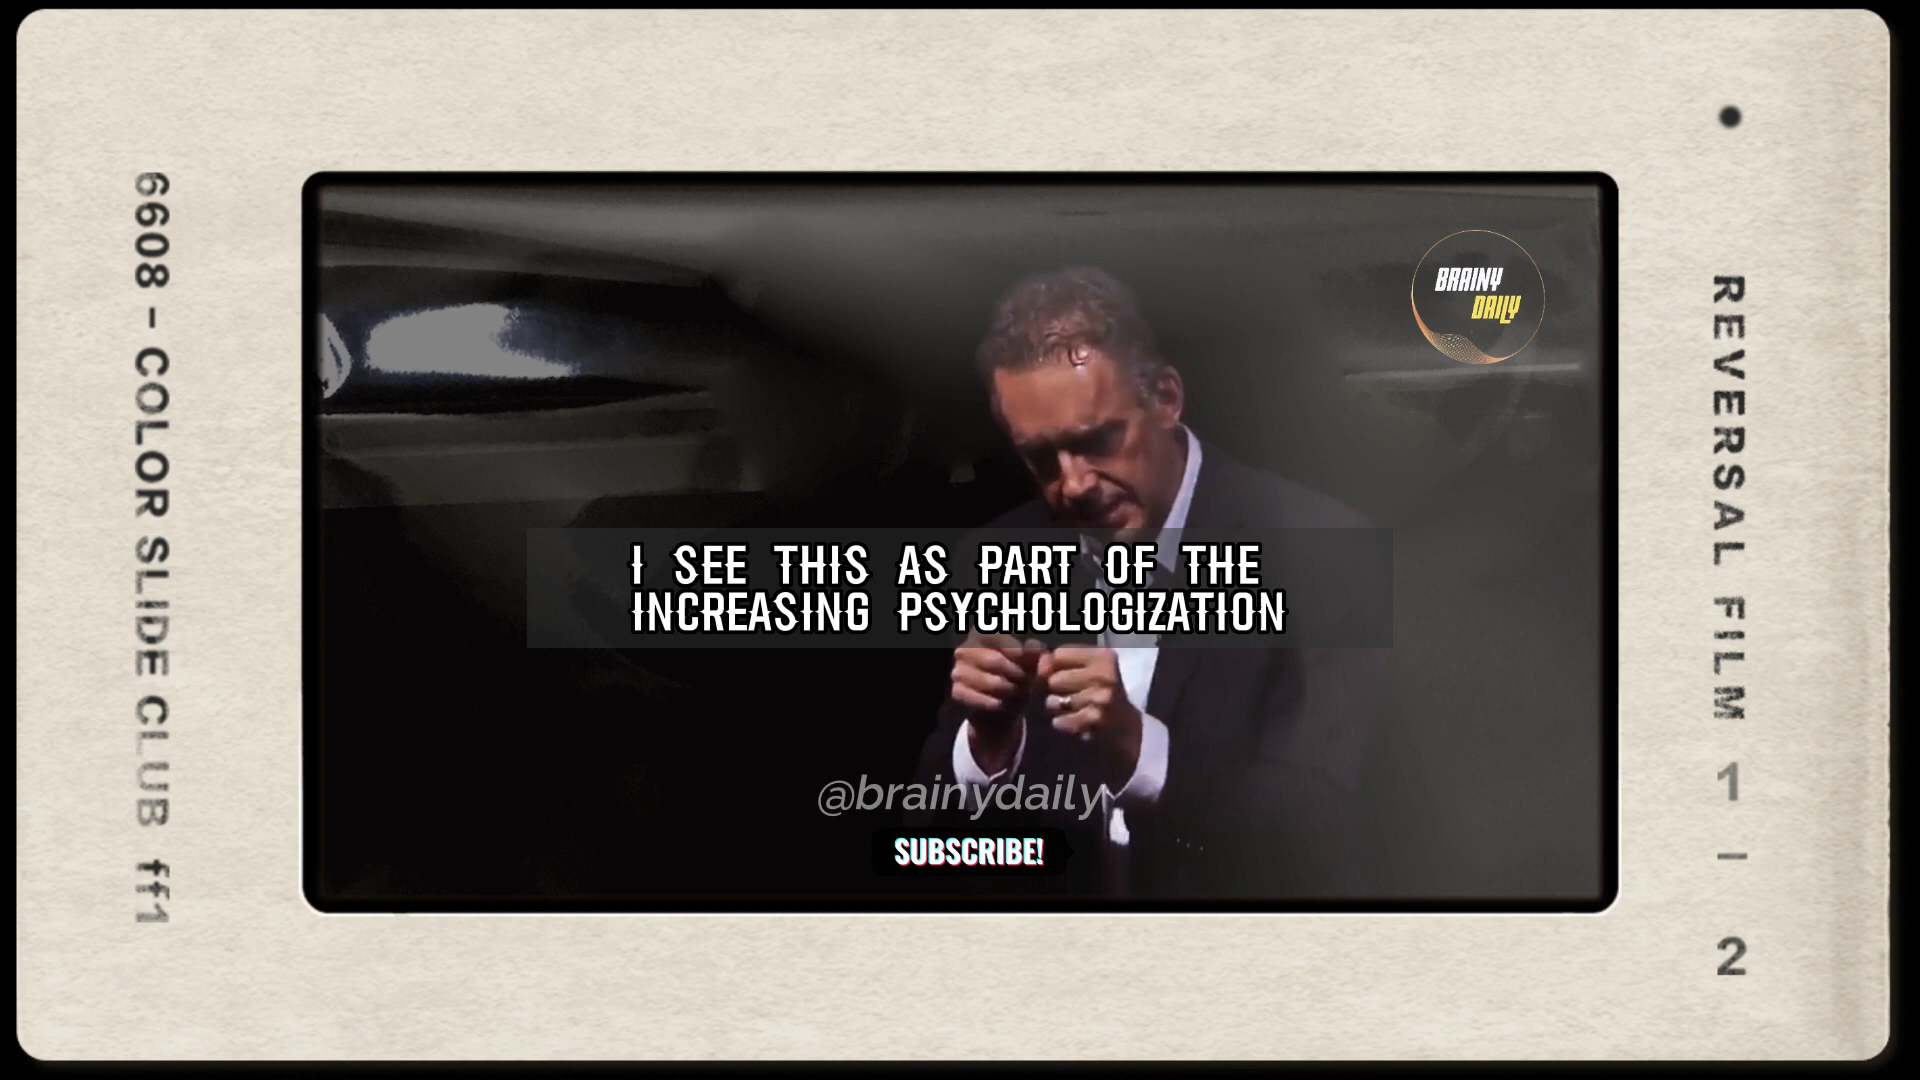 6608 - COLOR SLIDE CLUB ff1
BRAINY
DAILY
I SEE THIS AS PART OF THE
INCREASING PSYCHOLOGIZATION
@brainydaily
SUBSCRIBE!
REVERSAL FILM 1 - 2